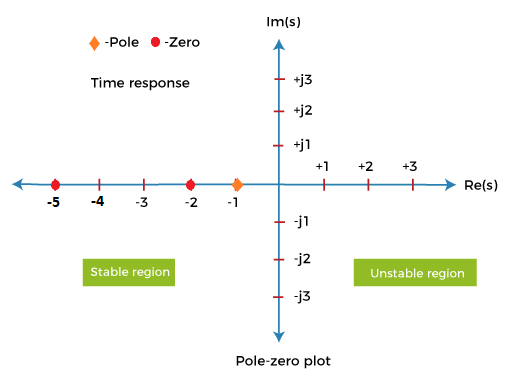 Im(s)
-Pole -Zero
Time response
+j3
+j2
+j1
+1 +2 +3
Re(s)
-5 -4 -3 -2 -1
-j1
-j2
-j3
Stable region
Unstable region
Pole-zero plot